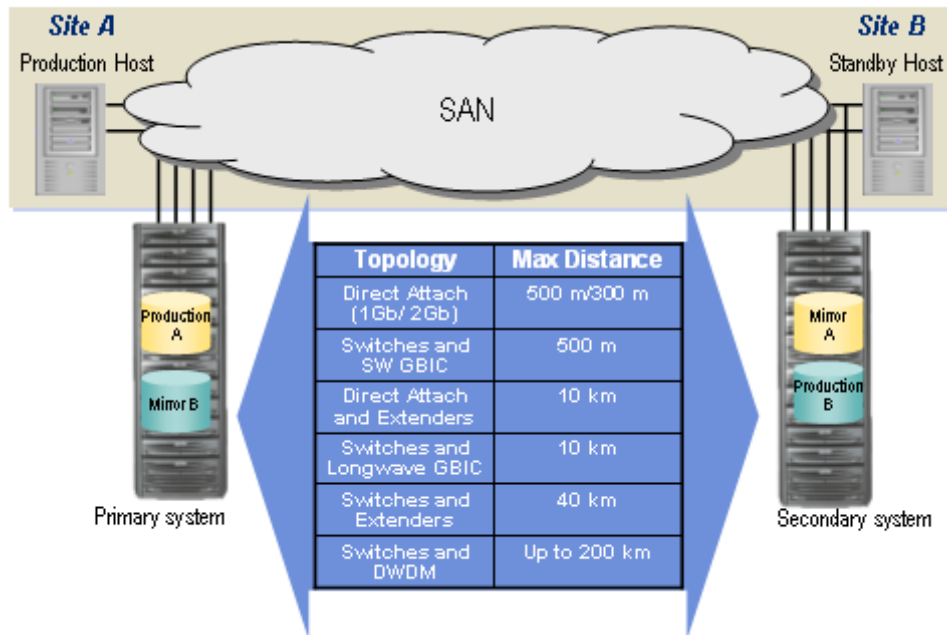 Site A
Production Host
SAN
Site B
Standby Host
Topology Max Distance
Direct Attach
(1Gb/ 2Gb)
500 m/300 m
Switches and
SW GBIC
500 m
Direct Attach
and Extenders
10 km
Switches and
Longwave GBIC
10 km
Switches and
Extenders
40 km
Switches and
DWDM
Up to 200 km
Production
A
Mirror B
Primary system
Mirror
A
Production
B
Secondary system